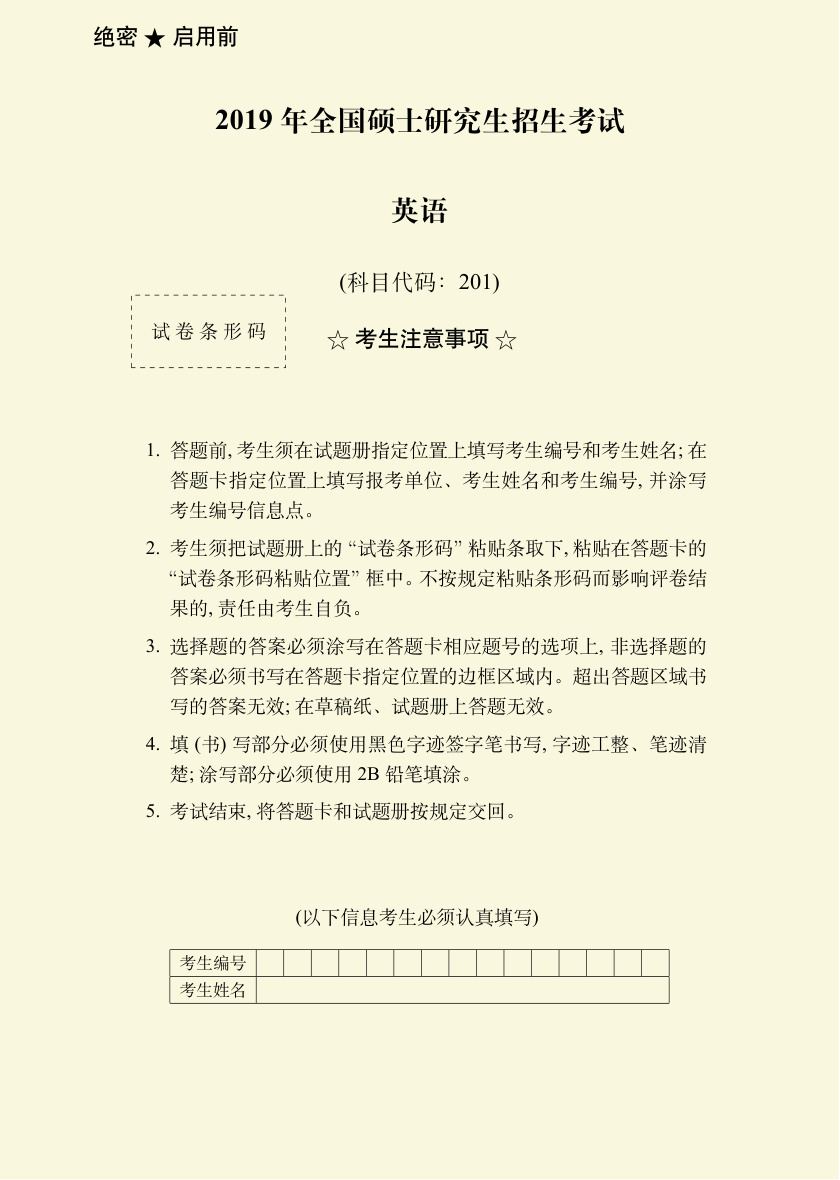 绝密 ★ 启用前
2019 年全国硕士研究生招生考试
英语
(科目代码：201)
试卷条形码
☆ 考生注意事项 ☆
1. 答题前, 考生须在试题册指定位置上填写考生编号和考生姓名; 在
答题卡指定位置上填写报考单位、考生姓名和考生编号, 并涂写
考生编号信息点。
2. 考生须把试题册上的 “试卷条形码” 粘贴条取下, 粘贴在答题卡的
“试卷条形码粘贴位置” 框中。不按规定粘贴条形码而影响评卷结
果的, 责任由考生自负。
3. 选择题的答案必须涂写在答题卡相应题号的选项上, 非选择题的
答案必须书写在答题卡指定位置的边框区域内。超出答题区域书
写的答案无效; 在草稿纸、试题册上答题无效。
4. 填 (书) 写部分必须使用黑色字迹签字笔书写, 字迹工整、笔迹清
楚; 涂写部分必须使用 2B 铅笔填涂。
5. 考试结束, 将答题卡和试题册按规定交回。
(以下信息考生必须认真填写)
考生编号
考生姓名